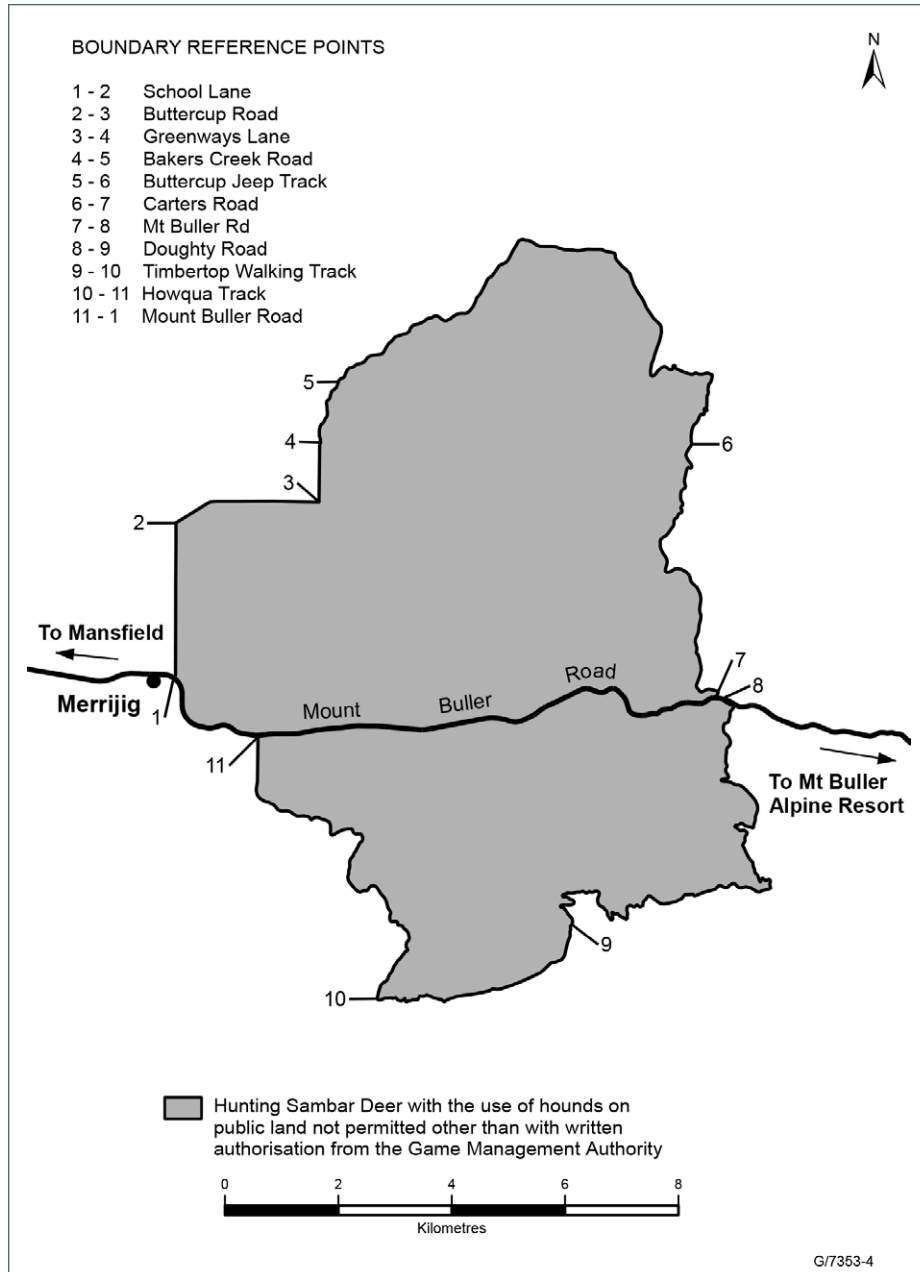 BOUNDARY REFERENCE POINTS
N
1 - 2 School Lane
2 - 3 Buttercup Road
3 - 4 Greenways Lane
4 - 5 Bakers Creek Road
5 - 6 Buttercup Jeep Track
6 - 7 Carters Road
7 - 8 Mt Buller Rd
8 - 9 Doughty Road
9 - 10 Timbertop Walking Track
10 - 11 Howqua Track
11 - 1 Mount Buller Road
5
4
6
3
2
To Mansfield
Merrijig
1
Mount Buller Road
7
8
11
To Mt Buller
Alpine Resort
9
10
Hunting Sambar Deer with the use of hounds on
public land not permitted other than with written
authorisation from the Game Management Authority
0 2 4 6 8
Kilometres
G/7353-4